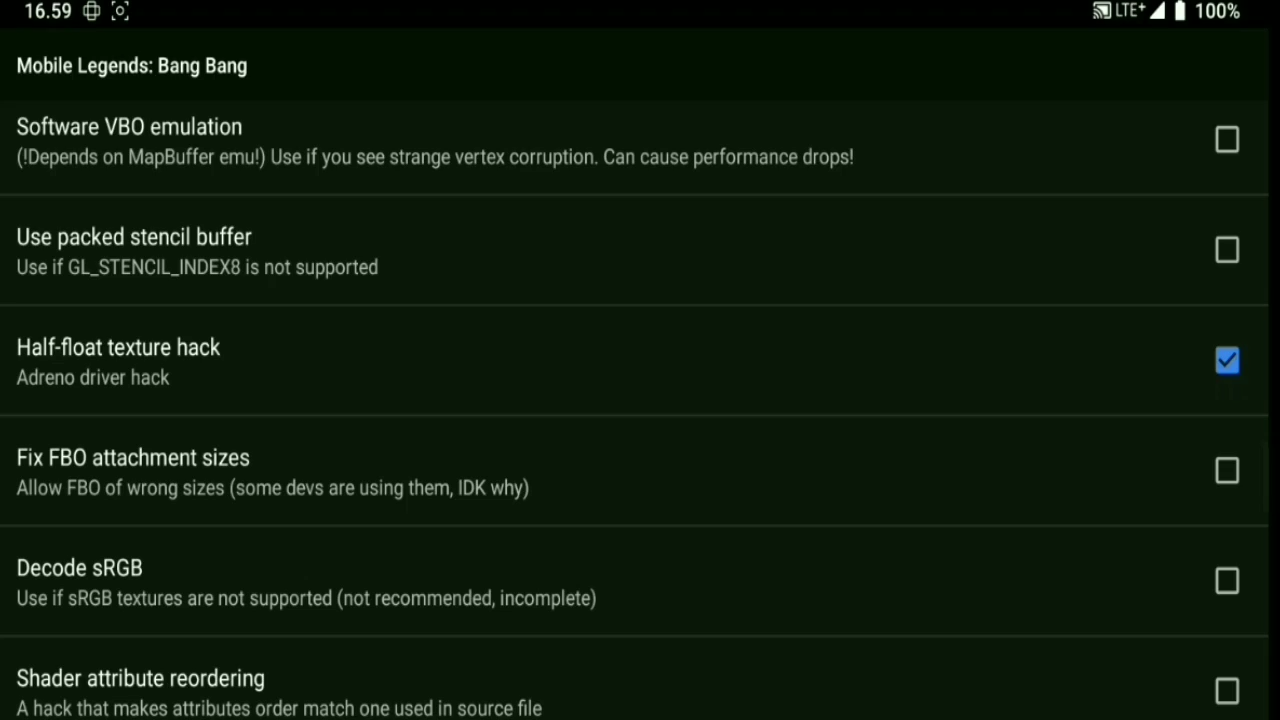 16.59 LTE+ 100%
Mobile Legends: Bang Bang
Software VBO emulation
(!Depends on MapBuffer emu!) Use if you see strange vertex corruption. Can cause performance drops!
Use packed stencil buffer
Use if GL_STENCIL_INDEX8 is not supported
Half-float texture hack
Adreno driver hack
Fix FBO attachment sizes
Allow FBO of wrong sizes (some devs are using them, IDK why)
Decode sRGB
Use if sRGB textures are not supported (not recommended, incomplete)
Shader attribute reordering
A hack that makes attributes order match one used in source file